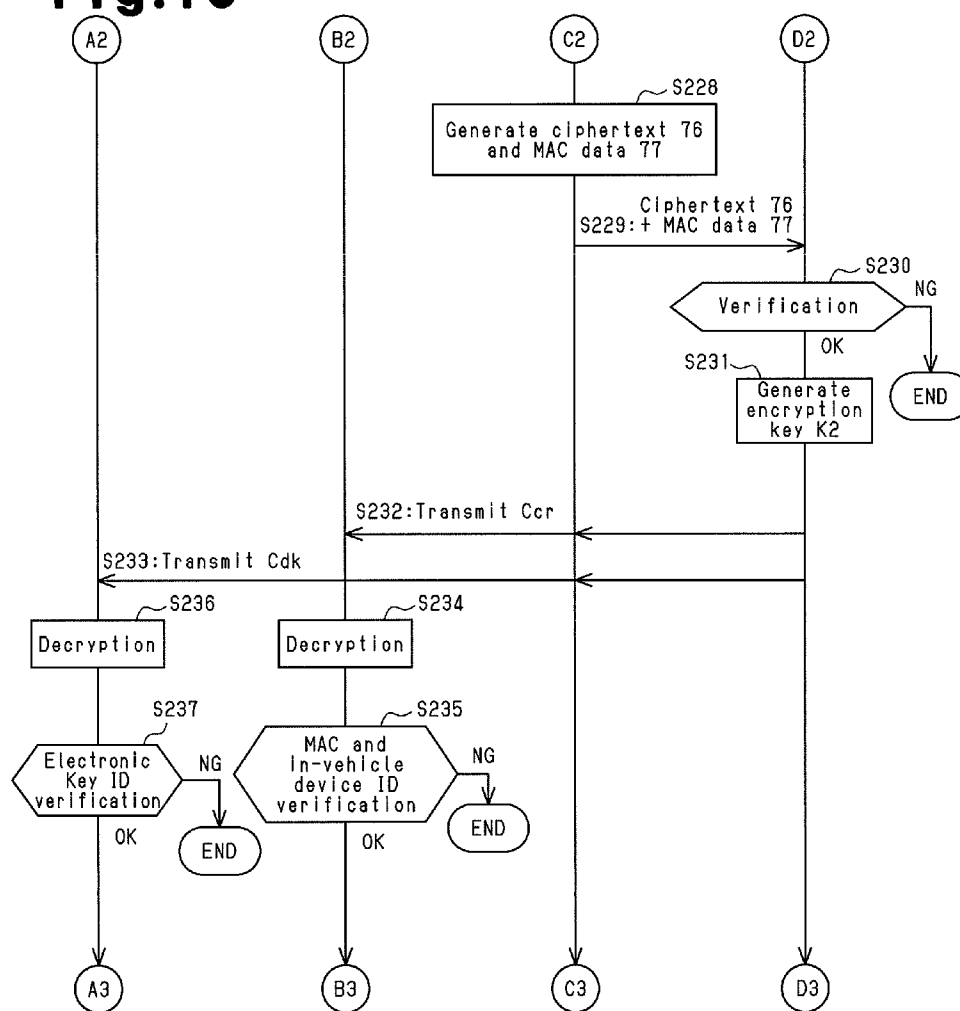 A2
B2
C2
D2
S228
Generate ciphertext 76
and MAC data 77
Ciphertext 76
S229:+ MAC data 77
S230
Verification
NG
OK
END
S231
Generate
encryption
key K2
S232:Transmit Ccr
S233:Transmit Cdk
S236
Decryption
S234
Decryption
S237
Electronic
Key ID
verification
NG
OK
END
S235
MAC and
in-vehicle
device ID
verification
NG
OK
END
A3
B3
C3
D3